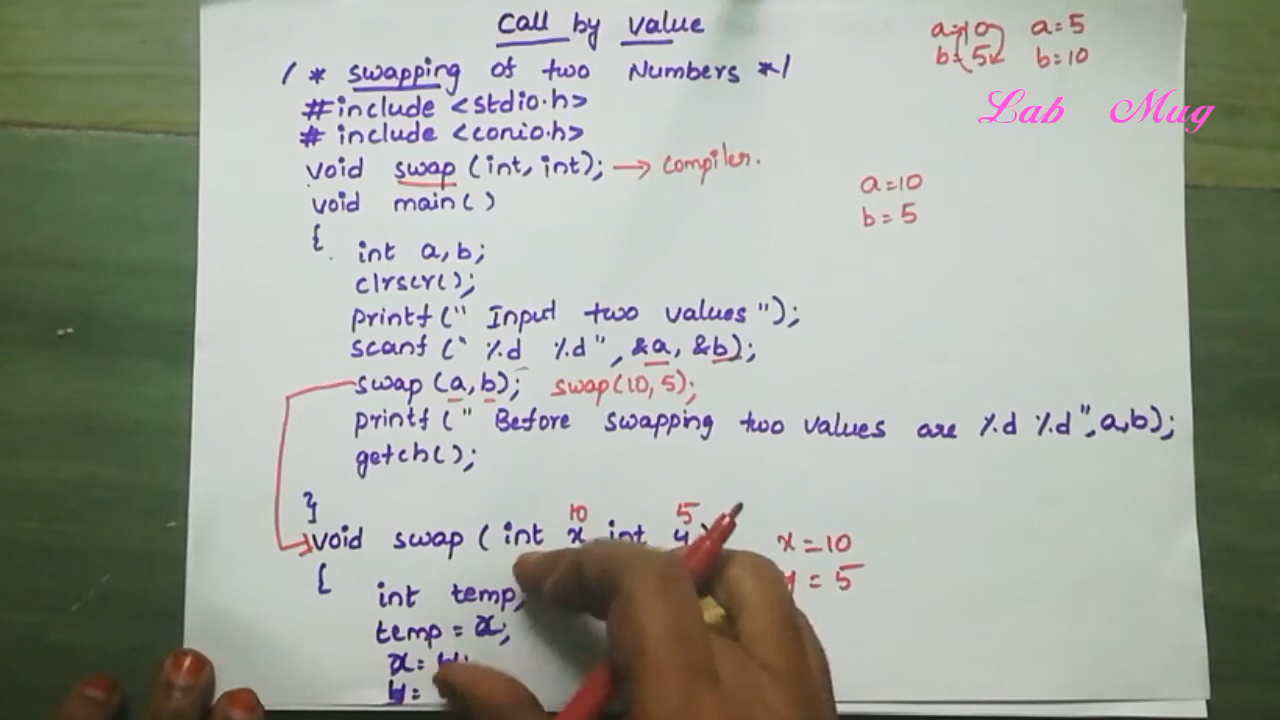 Call by value
a=10 a=5
b=5 b=10
/* swapping of two Numbers */
Lab Mug
#include <stdio.h>
# include <conio.h>
void swap (int, int); → compiler.
a=10
b=5
void main()
{
int a,b;
clrscr();
printf(" Input two values");
scanf(" %d %d", &a, &b);
swap (a,b); swap(10,5);
printf (" Before swapping two values are %d %d",a,b);
getch();
}
10 5
void swap ( int x int y
x=10
= 5
{
int temp;
temp = x;
x=
y=